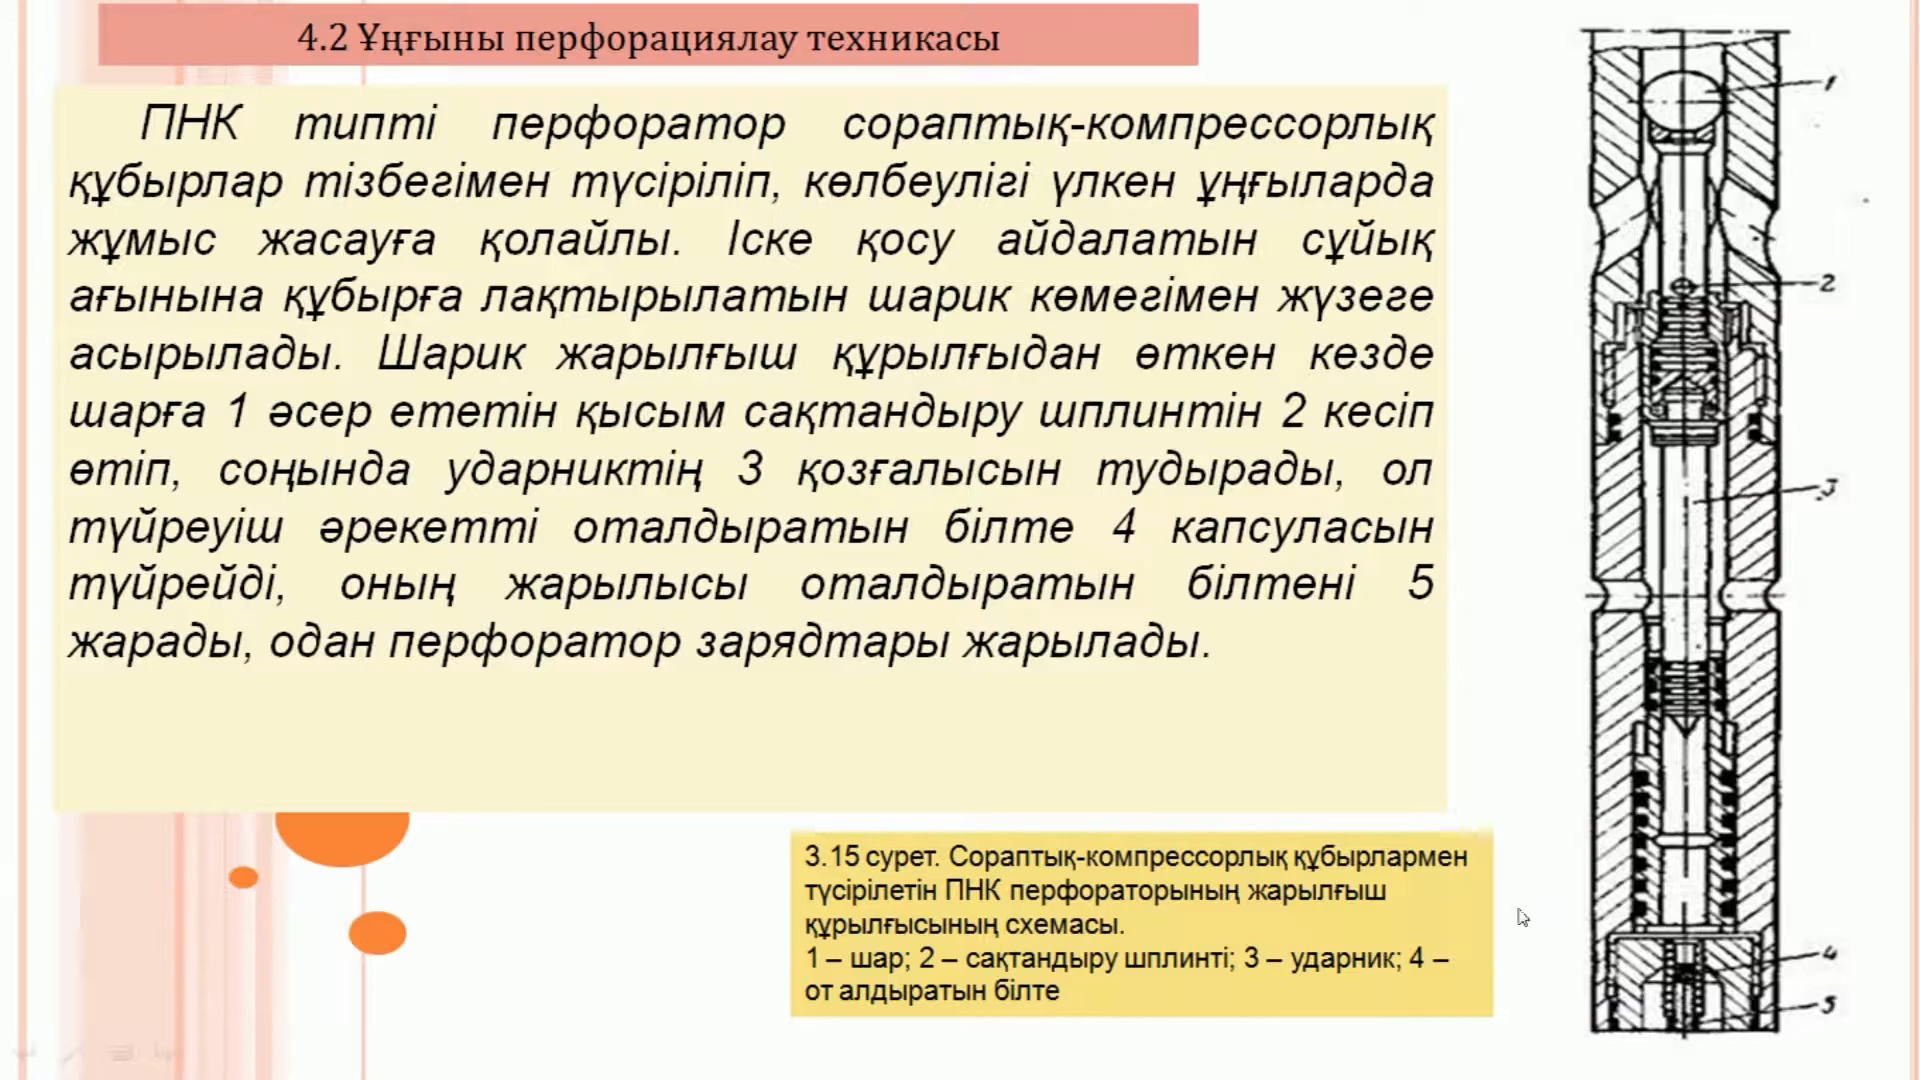 4.2 Ұңғыны перфорациялау техникасы
ПНК типті перфоратор сораптық-компрессорлық
құбырлар тізбегімен түсіріліп, көлбеулігі үлкен ұңғыларда
жұмыс жасауға қолайлы. Іске қосу айдалатын сұйық
ағынына құбырға лақтырылатын шарик көмегімен жүзеге
асырылады. Шарик жарылғыш құрылғыдан өткен кезде
шарға 1 әсер ететін қысым сақтандыру шплинтін 2 кесіп
өтіп, соңында ударниктің 3 қозғалысын тудырады, ол
түйреуіш әрекетті оталдыратын білте 4 капсуласын
түйрейді, оның жарылысы оталдыратын білтені 5
жарады, одан перфоратор зарядтары жарылады.
3.15 сурет. Сораптық-компрессорлық құбырлармен
түсірілетін ПНК перфораторының жарылғыш
құрылғысының схемасы.
1 – шар; 2 – сақтандыру шплинті; 3 – ударник; 4 –
от алдыратын білте
1
2
3
4
5